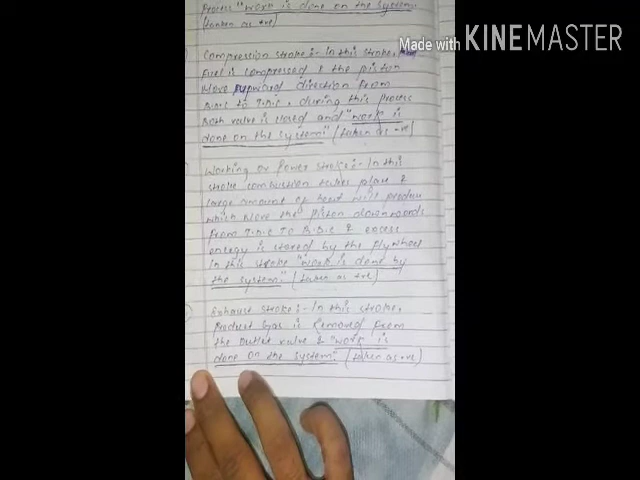 Process "work is done on the system"
(taken as +ve)
Made with KINEMASTER
Compression stroke :- In this stroke,
fuel is compressed & the piston
Move upward direction from
B.D.C to T.D.C, during this process
Both valve is closed and "work is
done on the system" (taken as -ve)
Working or Power stroke :- In this
stroke combustion takes place &
large amount of heat will produce
which Move the piston downwards
from T.D.C TO B.D.C & excess
energy is stored by the flywheel
in this stroke "work is done by
the system." (taken as +ve)
Exhaust stroke :- In this stroke,
Product gas is Removed from
the outlet valve & "work is
done on the system." (taken as -ve)